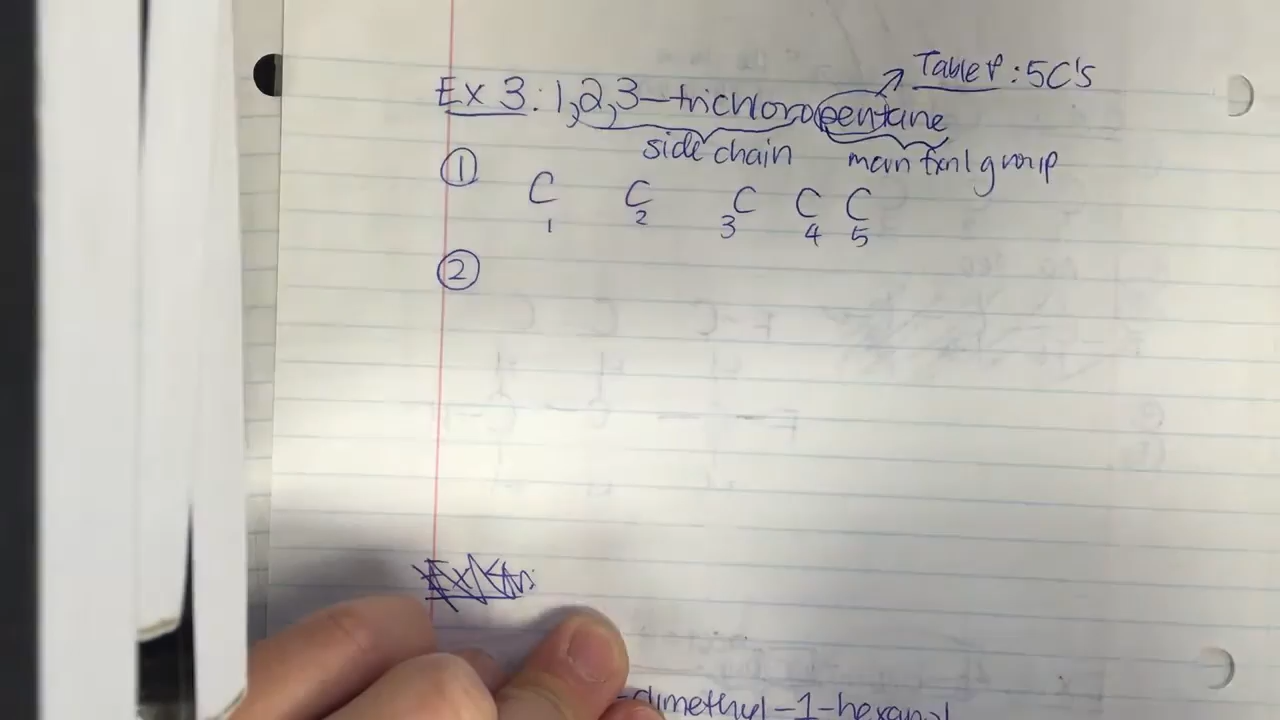 Table P: 5C's
Ex 3: 1,2,3-trichloropentane
side chain main fxnl group
① C C C C C
1 2 3 4 5
②
-dimethyl-1-hexanol